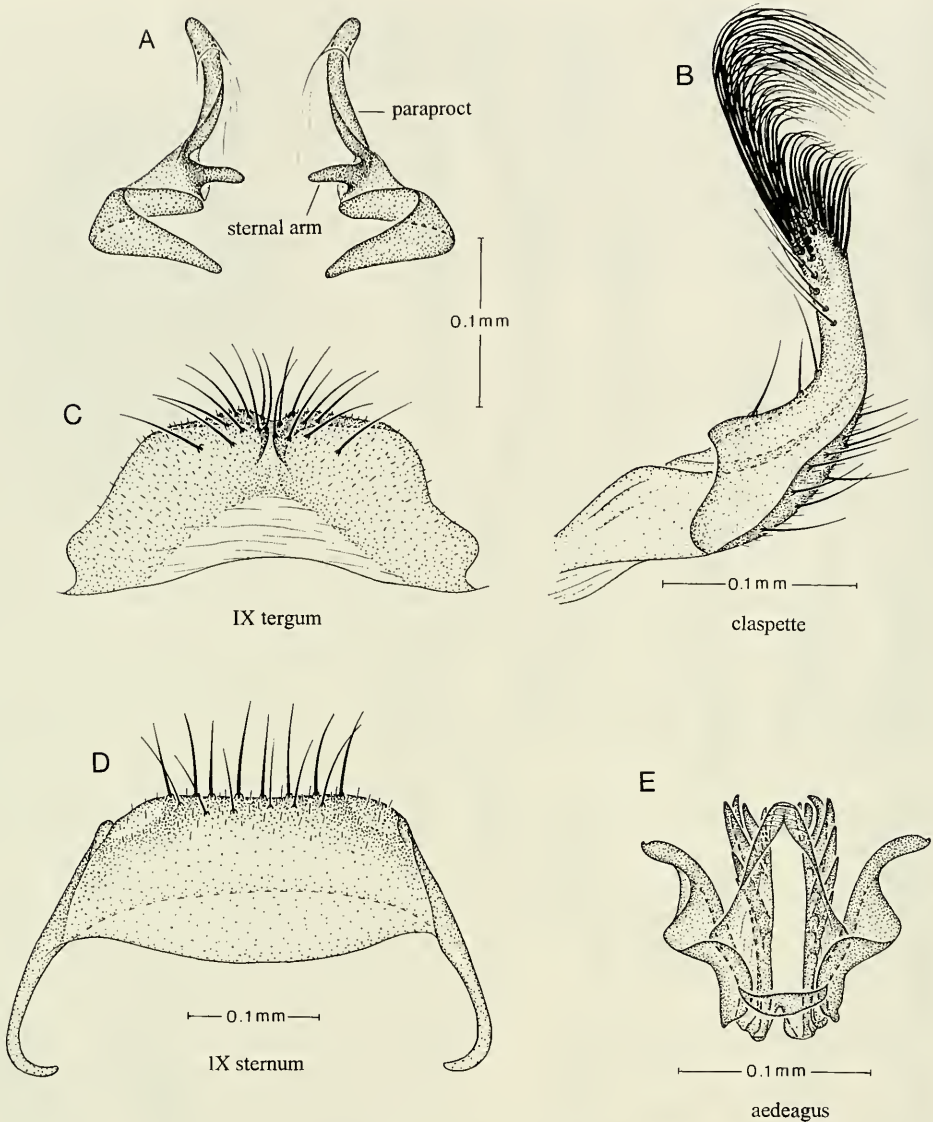 A
paraproct
sternal arm
B
0.1mm
C
IX tergum
0.1mm
claspette
D
0.1mm
IX sternum
E
0.1mm
aedeagus